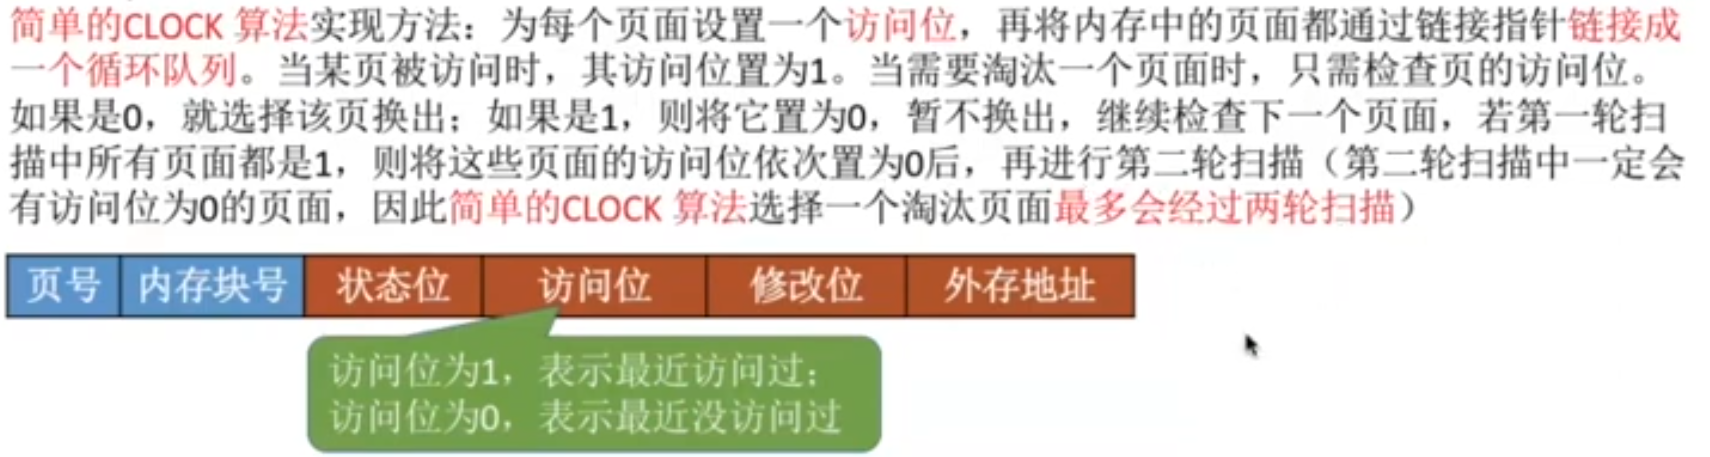 简单的CLOCK 算法实现方法：为每个页面设置一个访问位，再将内存中的页面都通过链接指针链接成
一个循环队列。当某页被访问时，其访问位置为1。当需要淘汰一个页面时，只需检查页的访问位。
如果是0，就选择该页换出；如果是1，则将它置为0，暂不换出，继续检查下一个页面，若第一轮扫
描中所有页面都是1，则将这些页面的访问位依次置为0后，再进行第二轮扫描（第二轮扫描中一定会
有访问位为0的页面，因此简单的CLOCK 算法选择一个淘汰页面最多会经过两轮扫描）
页号 内存块号 状态位 访问位 修改位 外存地址
访问位为1，表示最近访问过；
访问位为0，表示最近没访问过